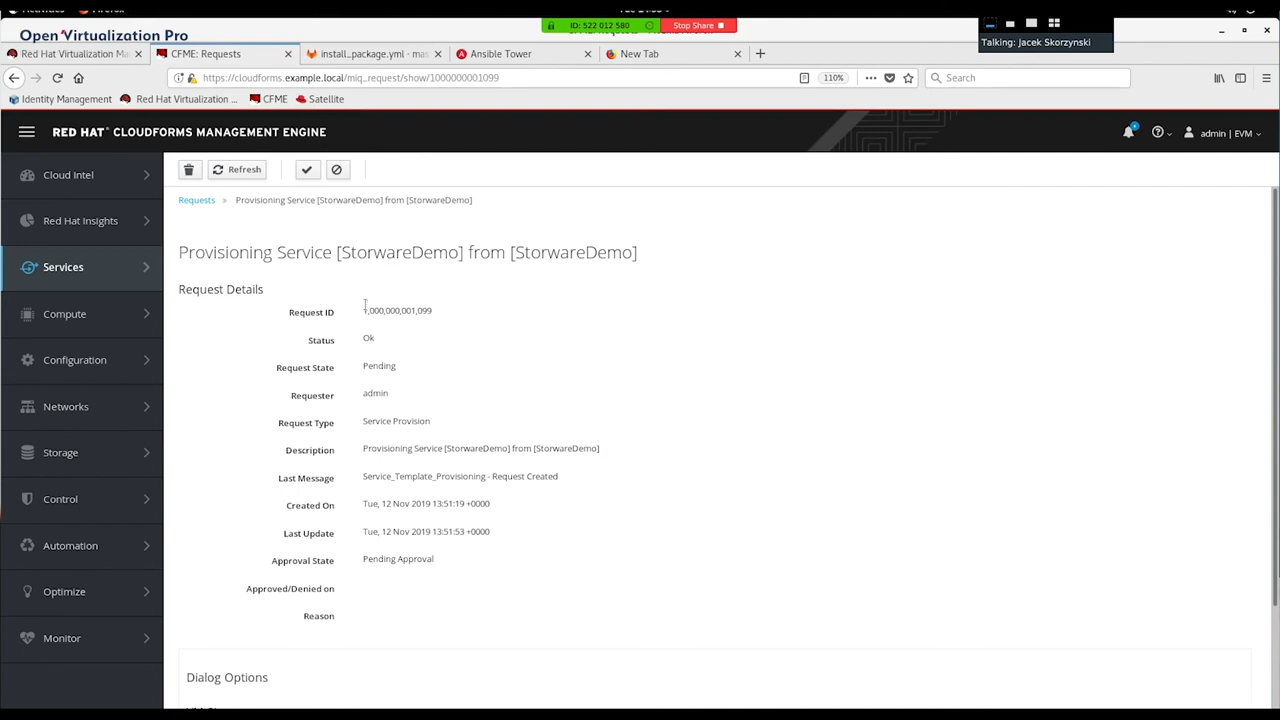 Open Virtualization Pro
ID: 522 012 580
Stop Share
Talking: Jacek Skorzynski
Red Hat Virtualization Ma
CFME: Requests
install_package.yml - mas
Ansible Tower
New Tab
https://cloudforms.example.local/miq_request/show/1000000001099
110%
Search
Identity Management
Red Hat Virtualization ...
CFME
Satellite
RED HAT CLOUDFORMS MANAGEMENT ENGINE
admin | EVM
Cloud Intel
Red Hat Insights
Services
Compute
Configuration
Networks
Storage
Control
Automation
Optimize
Monitor
Refresh
Requests » Provisioning Service [StorwareDemo] from [StorwareDemo]
Provisioning Service [StorwareDemo] from [StorwareDemo]
Request Details
Request ID 1,000,000,001,099
Status Ok
Request State Pending
Requester admin
Request Type Service Provision
Description Provisioning Service [StorwareDemo] from [StorwareDemo]
Last Message Service_Template_Provisioning - Request Created
Created On Tue, 12 Nov 2019 13:51:19 +0000
Last Update Tue, 12 Nov 2019 13:51:53 +0000
Approval State Pending Approval
Approved/Denied on
Reason
Dialog Options